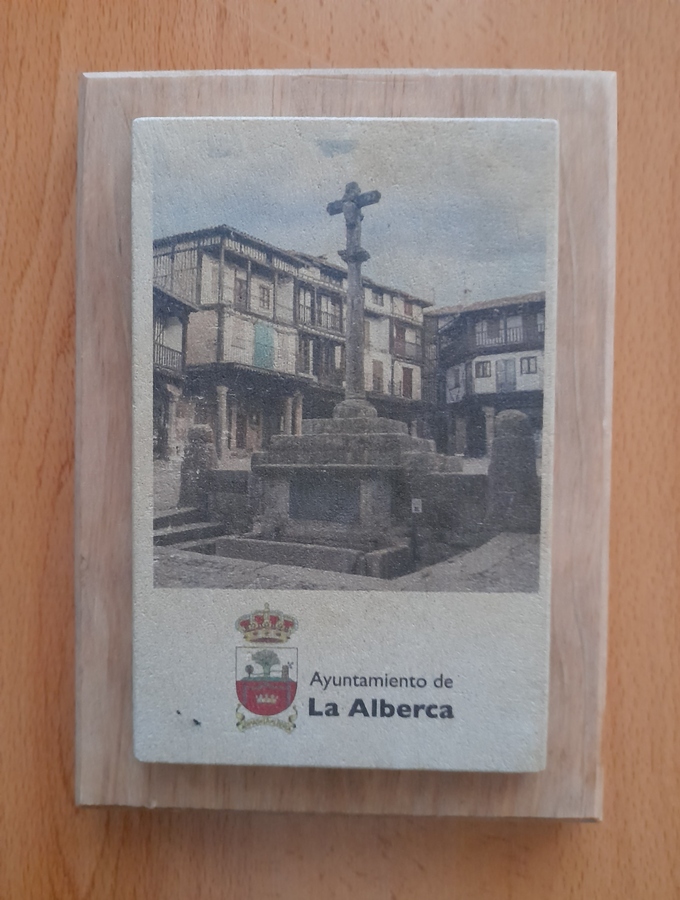 Ayuntamiento de
La Alberca